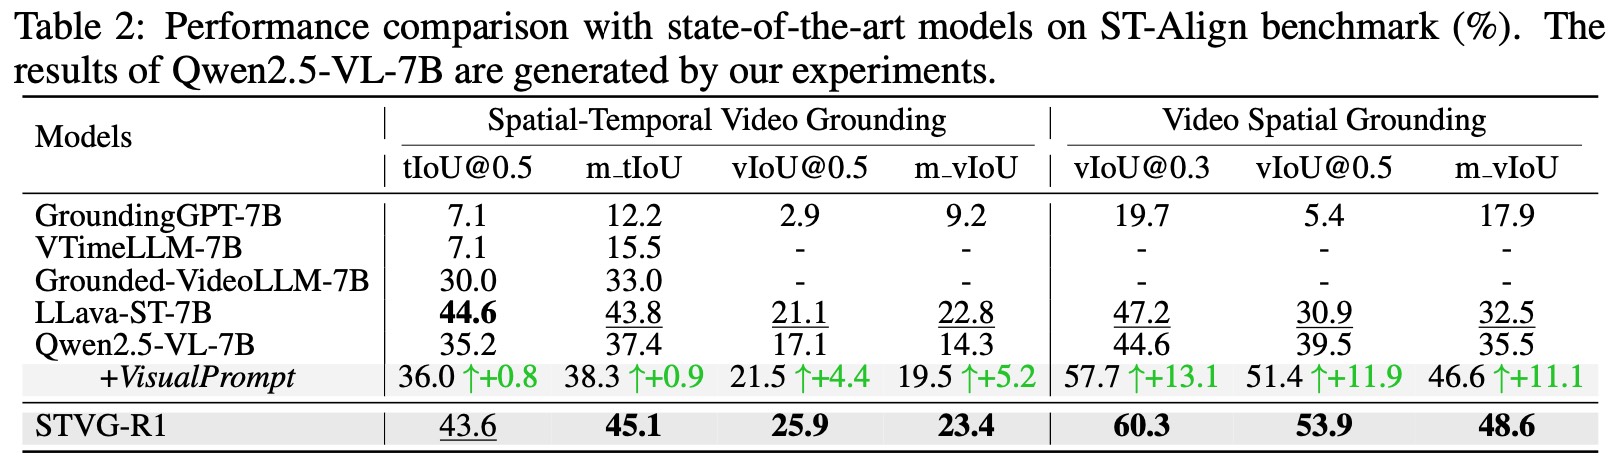 Table 2: Performance comparison with state-of-the-art models on ST-Align benchmark (%). The
results of Qwen2.5-VL-7B are generated by our experiments.
Models Spatial-Temporal Video Grounding Video Spatial Grounding
tIoU@0.5 m_tIoU vIoU@0.5 m_vIoU vIoU@0.3 vIoU@0.5 m_vIoU
GroundingGPT-7B 7.1 12.2 2.9 9.2 19.7 5.4 17.9
VTimeLLM-7B 7.1 15.5 - - - - -
Grounded-VideoLLM-7B 30.0 33.0 - - - - -
LLava-ST-7B 44.6 43.8 21.1 22.8 47.2 30.9 32.5
Qwen2.5-VL-7B 35.2 37.4 17.1 14.3 44.6 39.5 35.5
+VisualPrompt 36.0 ↑+0.8 38.3 ↑+0.9 21.5 ↑+4.4 19.5 ↑+5.2 57.7 ↑+13.1 51.4 ↑+11.9 46.6 ↑+11.1
STVG-R1 43.6 45.1 25.9 23.4 60.3 53.9 48.6